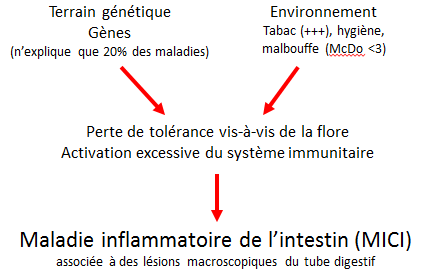 Terrain génétique
Gènes
(n'explique que 20% des maladies)
Environnement
Tabac (+++), hygiène,
malbouffe (McDo <3)
Perte de tolérance vis-à-vis de la flore
Activation excessive du système immunitaire
Maladie inflammatoire de l'intestin (MICI)
associée à des lésions macroscopiques du tube digestif